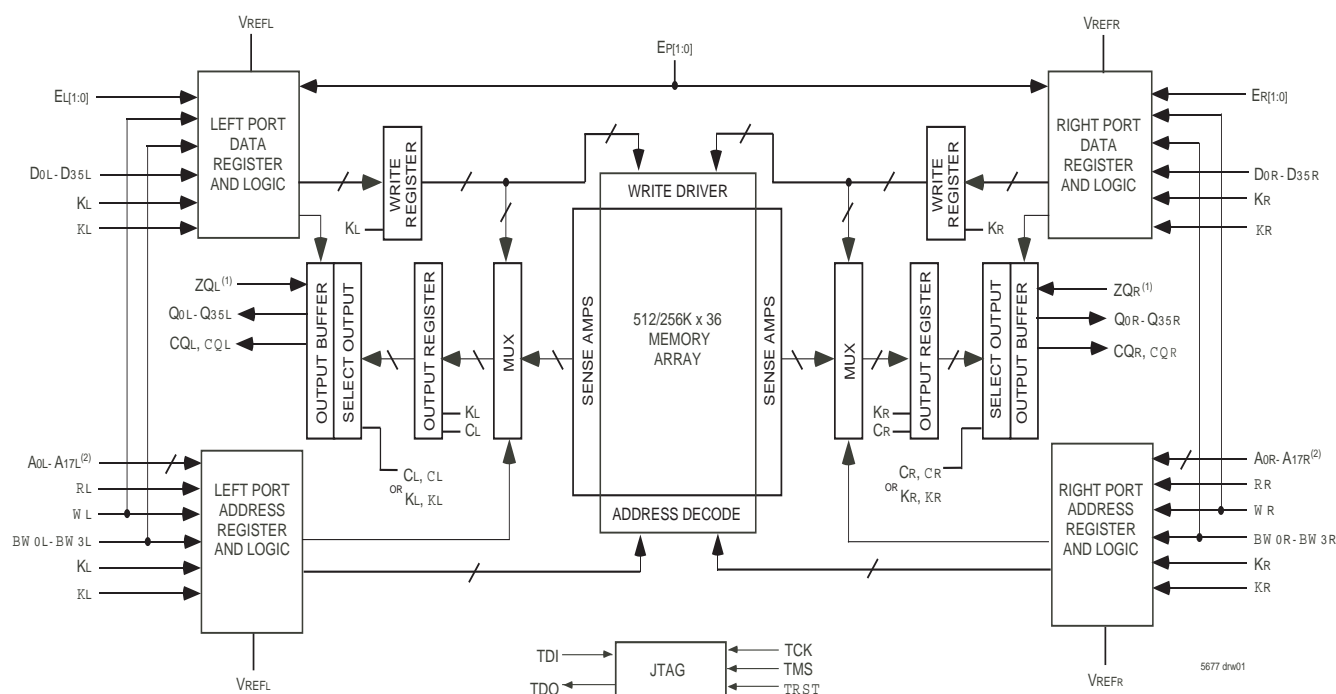 VREFL
VREFR
EP[1:0]
EL[1:0]
ER[1:0]
LEFT PORT
DATA
REGISTER
AND LOGIC
RIGHT PORT
DATA
REGISTER
AND LOGIC
D0L- D35L
KL
KL
D0R- D35R
KR
KR
WRITE
REGISTER
KL
WRITE DRIVER
WRITE
REGISTER
KR
ZQL(1)
Q0L- Q35L
CQL, CQL
OUTPUT BUFFER
SELECT OUTPUT
OUTPUT REGISTER
KL
CL
MUX
SENSE AMPS
512/256K x 36
MEMORY
ARRAY
SENSE AMPS
MUX
OUTPUT REGISTER
KR
CR
SELECT OUTPUT
OUTPUT BUFFER
ZQR(1)
Q0R- Q35R
CQR, CQR
CL, CL
OR
KL, KL
CR, CR
OR
KR, KR
ADDRESS DECODE
A0L- A17L(2)
RL
WL
BW0L-BW3L
KL
KL
LEFT PORT
ADDRESS
REGISTER
AND LOGIC
RIGHT PORT
ADDRESS
REGISTER
AND LOGIC
A0R- A17R(2)
RR
WR
BW0R-BW3R
KR
KR
VREFL
VREFR
TDI
TDO
JTAG
TCK
TMS
TRST
5677 drw01